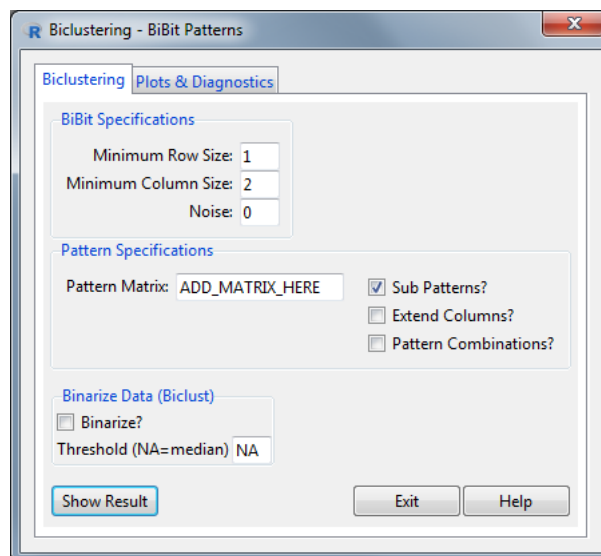 Biclustering - BiBit Patterns
Biclustering Plots & Diagnostics
BiBit Specifications
Minimum Row Size: 1
Minimum Column Size: 2
Noise: 0
Pattern Specifications
Pattern Matrix: ADD_MATRIX_HERE
Sub Patterns?
Extend Columns?
Pattern Combinations?
Binarize Data (Biclust)
Binarize?
Threshold (NA=median) NA
Show Result Exit Help